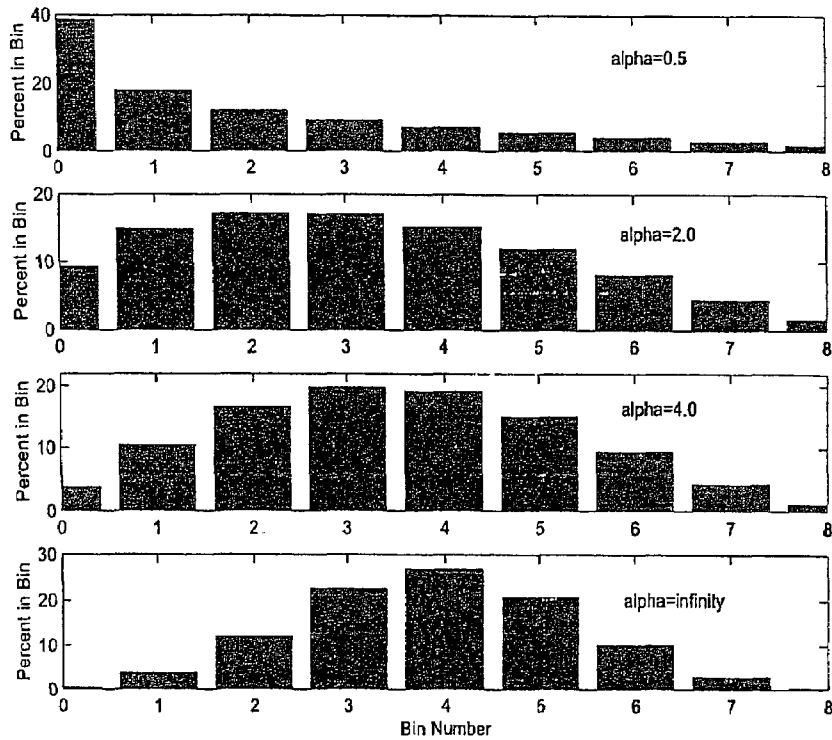 40
20
0
Percent in Bin
alpha=0.5
0 1 2 3 4 5 6 7 8
20
10
0
Percent in Bin
alpha=2.0
0 1 2 3 4 5 6 7 8
20
10
0
Percent in Bin
alpha=4.0
0 1 2 3 4 5 6 7 8
30
20
10
0
Percent in Bin
alpha=infinity
0 1 2 3 4 5 6 7 8
Bin Number